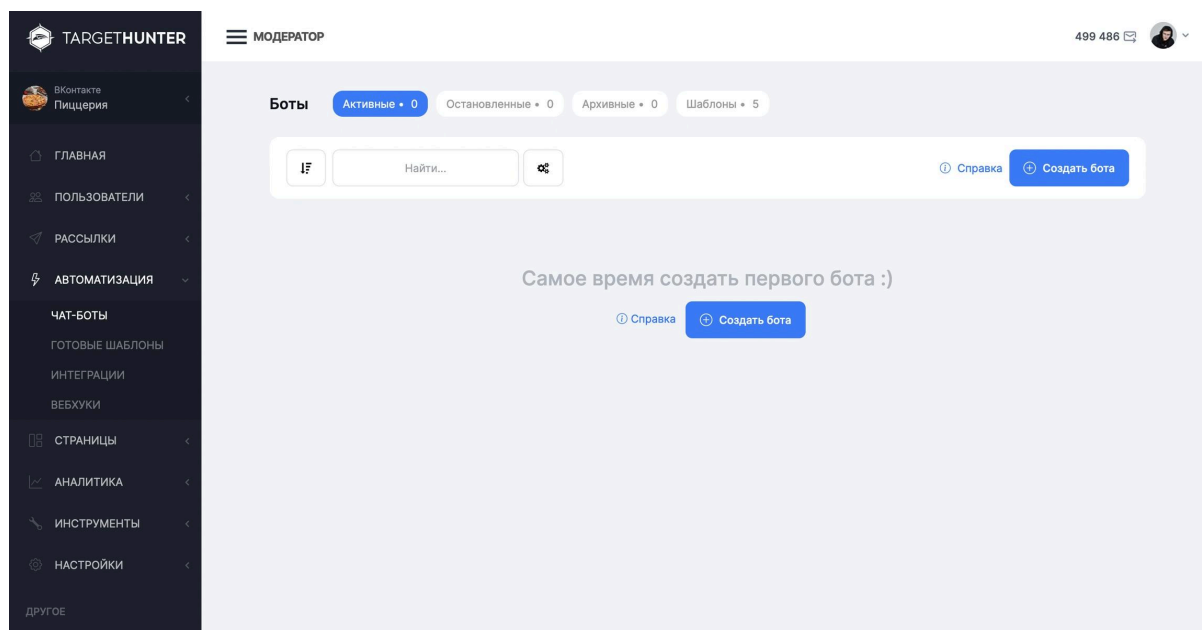 TARGETHUNTER
МОДЕРАТОР
499 486
ВКонтакте
Пиццерия
ГЛАВНАЯ
ПОЛЬЗОВАТЕЛИ
РАССЫЛКИ
АВТОМАТИЗАЦИЯ
ЧАТ-БОТЫ
ГОТОВЫЕ ШАБЛОНЫ
ИНТЕГРАЦИИ
ВЕБХУКИ
СТРАНИЦЫ
АНАЛИТИКА
ИНСТРУМЕНТЫ
НАСТРОЙКИ
ДРУГОЕ
Боты Активные • 0 Остановленные • 0 Архивные • 0 Шаблоны • 5
Найти... Справка Создать бота
Самое время создать первого бота :)
Справка Создать бота